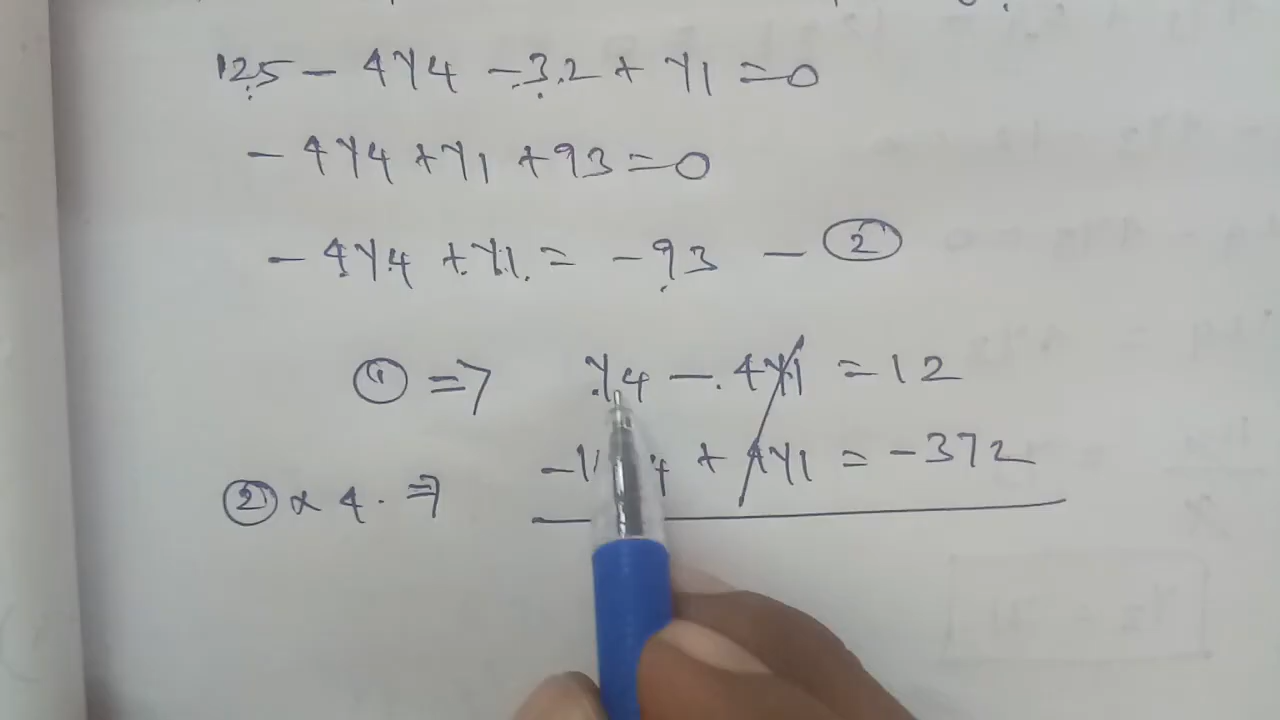 125 - 4y4 - 32 + y1 = 0
- 4y4 + y1 + 93 = 0
- 4y4 + y1 = - 93 - ②
① ⇒ y4 - 4y1 = 12
② × 4 ⇒ + 4y1 = - 372